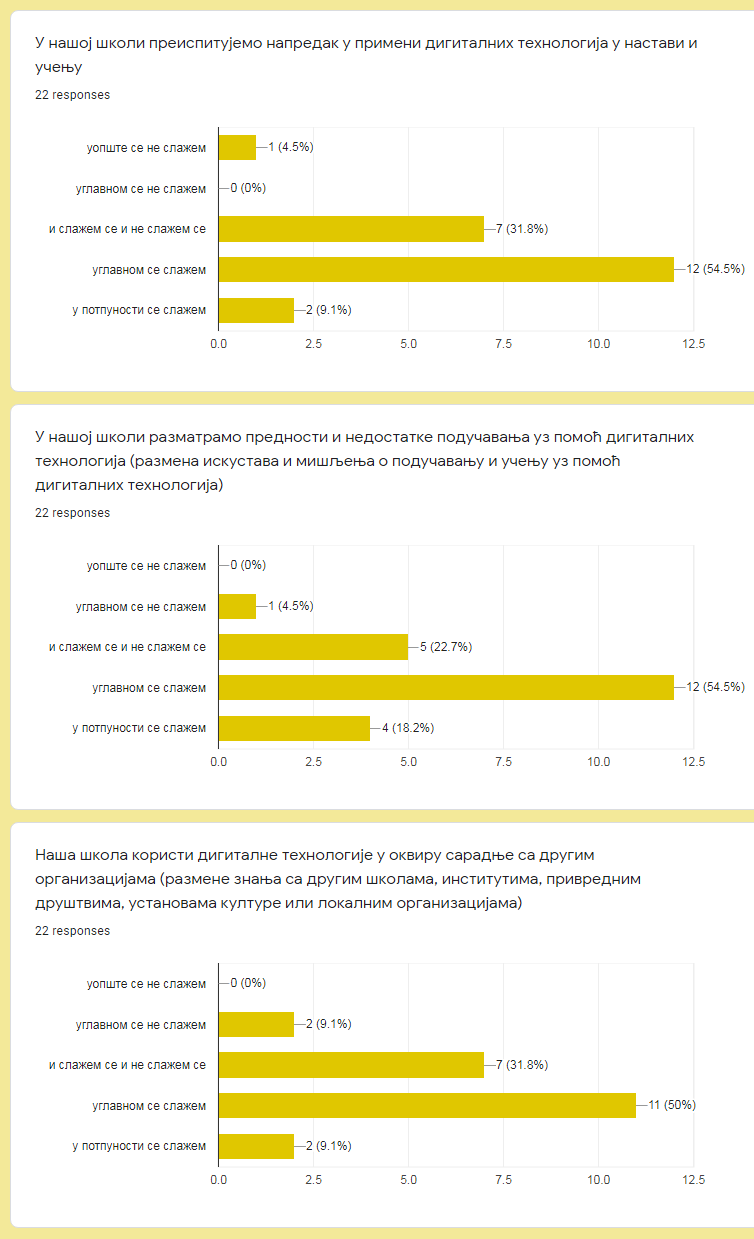 У нашој школи преиспитујемо напредак у примени дигиталних технологија у настави и
учењу
22 responses
уопште се не слажем
1 (4.5%)
углавном се не слажем
0 (0%)
и слажем се и не слажем се
7 (31.8%)
углавном се слажем
12 (54.5%)
у потпуности се слажем
2 (9.1%)
0.0 2.5 5.0 7.5 10.0 12.5
У нашој школи разматрамо предности и недостатке подучавања уз помоћ дигиталних
технологија (размена искустава и мишљења о подучавању и учењу уз помоћ
дигиталних технологија)
22 responses
уопште се не слажем
0 (0%)
углавном се не слажем
1 (4.5%)
и слажем се и не слажем се
5 (22.7%)
углавном се слажем
12 (54.5%)
у потпуности се слажем
4 (18.2%)
0.0 2.5 5.0 7.5 10.0 12.5
Наша школа користи дигиталне технологије у оквиру сарадње са другим
организацијама (размене знања са другим школама, институтима, привредним
друштвима, установама културе или локалним организацијама)
22 responses
уопште се не слажем
0 (0%)
углавном се не слажем
2 (9.1%)
и слажем се и не слажем се
7 (31.8%)
углавном се слажем
11 (50%)
у потпуности се слажем
2 (9.1%)
0.0 2.5 5.0 7.5 10.0 12.5